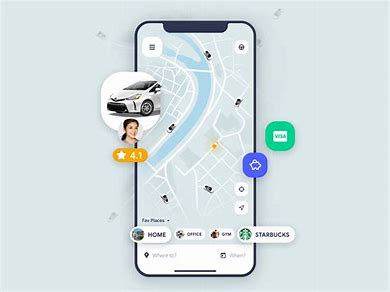 4.1
VISA
Fav Places
HOME
OFFICE
GYM
STARBUCKS
Where to?
When?